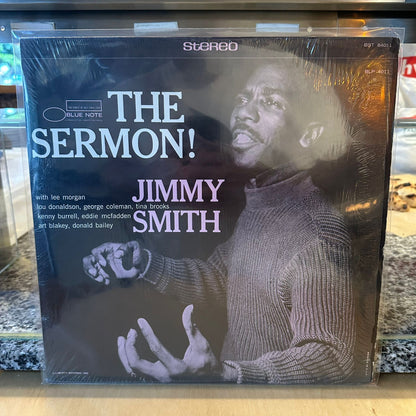 STEREO
BST 84011
BLP 4011
BLUE NOTE
THE
SERMON!
JIMMY
SMITH
with lee morgan
lou donaldson, george coleman, tina brooks
kenny burrell, eddie mcfadden
art blakey, donald bailey